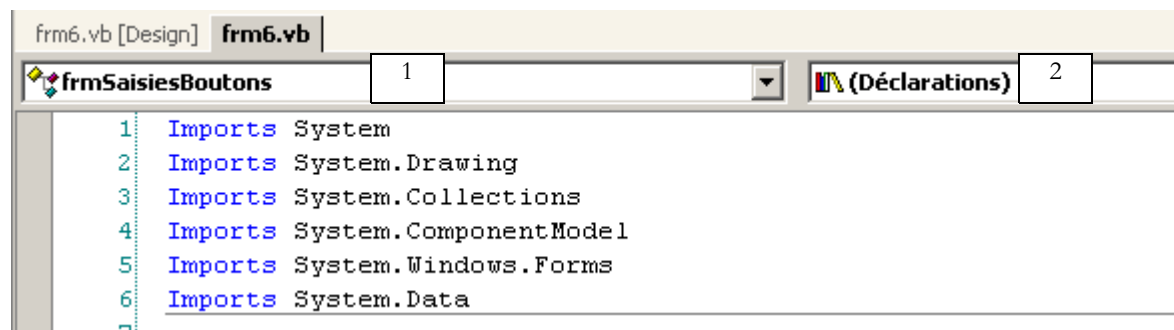 frm6.vb [Design] frm6.vb
frmSaisiesBoutons 1 (Déclarations) 2
1 Imports System
2 Imports System.Drawing
3 Imports System.Collections
4 Imports System.ComponentModel
5 Imports System.Windows.Forms
6 Imports System.Data